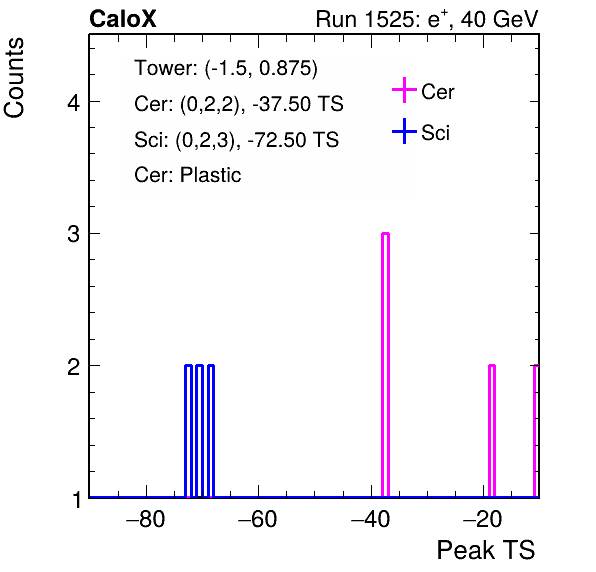 CaloX Run 1525: e+, 40 GeV
Counts
Tower: (-1.5, 0.875)
Cer: (0,2,2), -37.50 TS
Sci: (0,2,3), -72.50 TS
Cer: Plastic
Cer
Sci
4
3
2
1
−80 −60 −40 −20
Peak TS